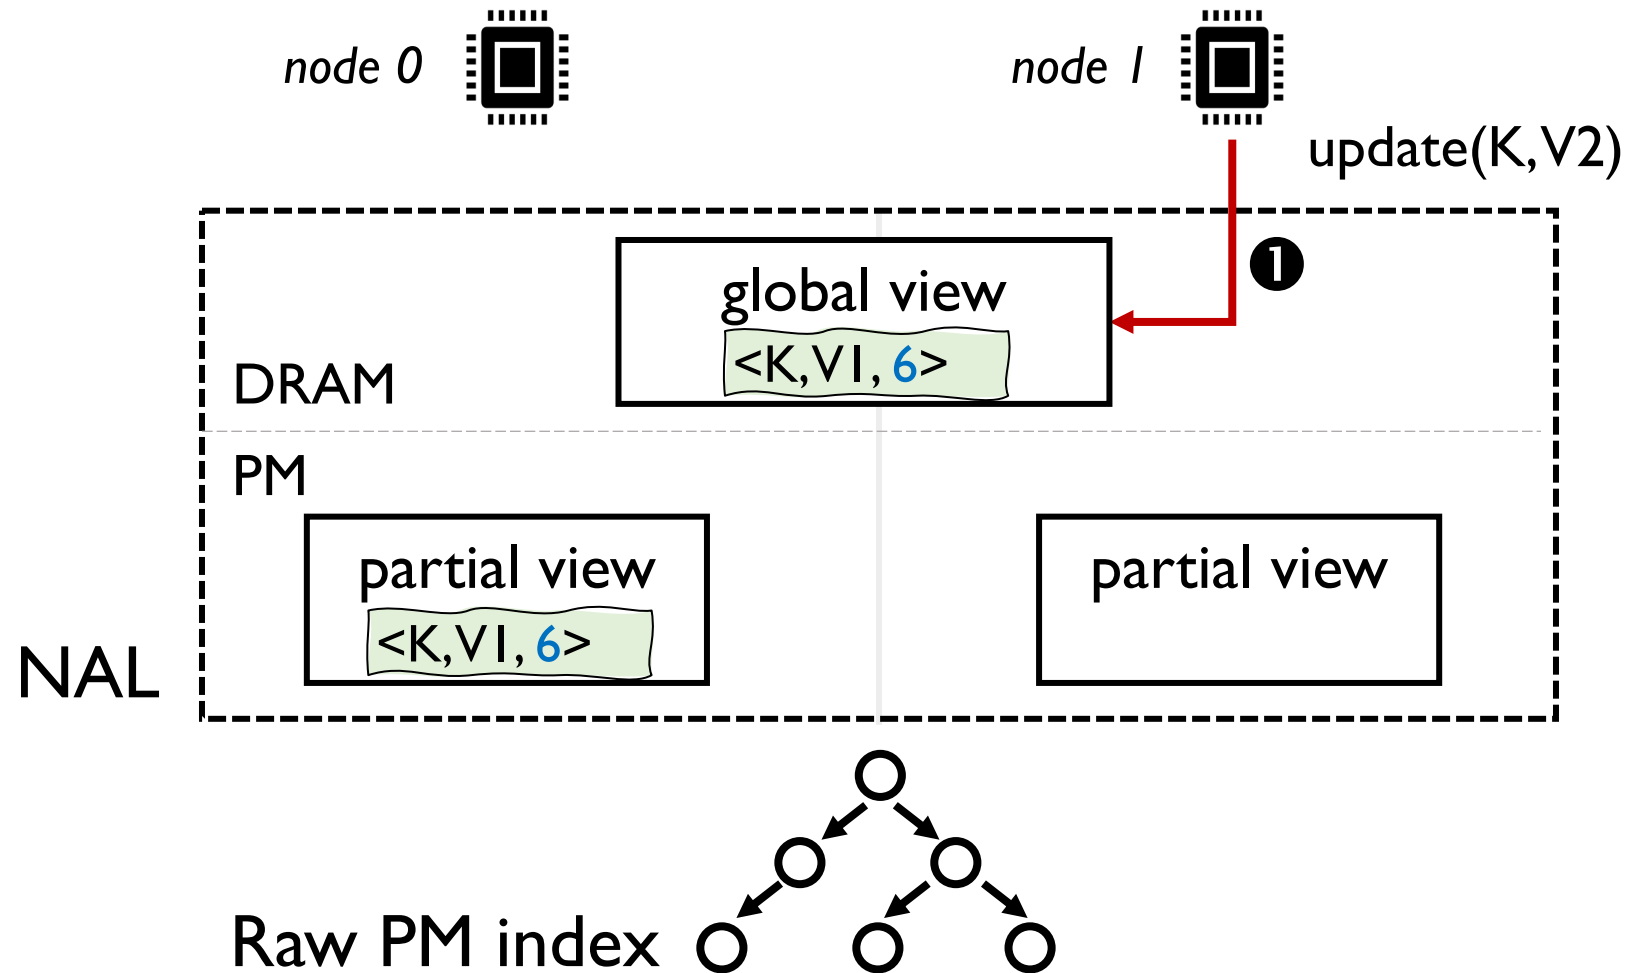 node 0
node 1
update(K,V2)
❶
global view
<K,V1, 6>
DRAM
PM
partial view
partial view
<K,V1, 6>
NAL
Raw PM index